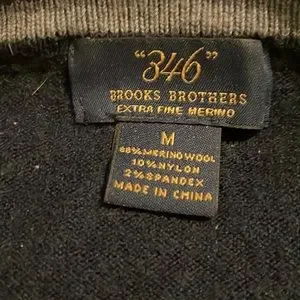 "346"
BROOKS BROTHERS
EXTRA FINE MERINO
M
88% MERINO WOOL
10% NYLON
2% SPANDEX
MADE IN CHINA